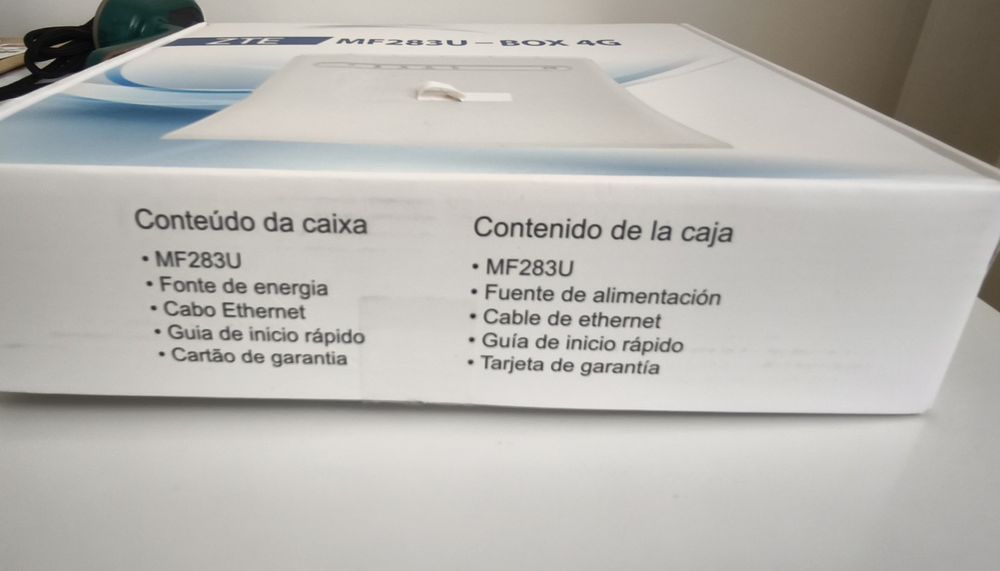 ZTE MF283U – BOX 4G
Conteúdo da caixa
• MF283U
• Fonte de energia
• Cabo Ethernet
• Guia de inicio rápido
• Cartão de garantia
Contenido de la caja
• MF283U
• Fuente de alimentación
• Cable de ethernet
• Guía de inicio rápido
• Tarjeta de garantía